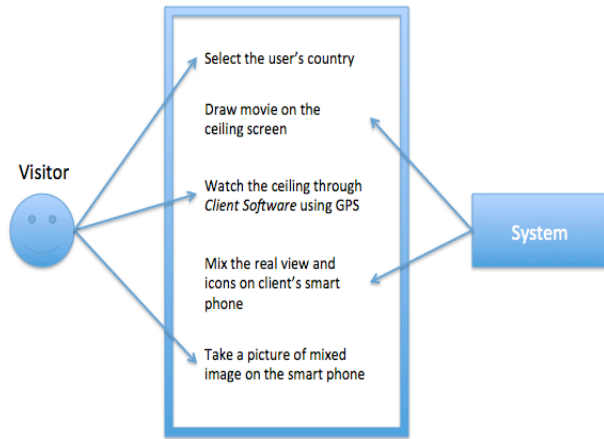 Select the user's country
Draw movie on the
ceiling screen
Visitor
Watch the ceiling through
Client Software using GPS
System
Mix the real view and
icons on client's smart
phone
Take a picture of mixed
image on the smart phone